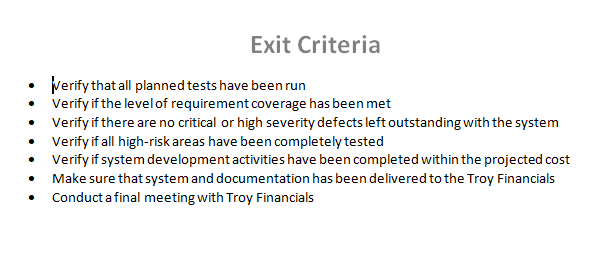 Exit Criteria
• Verify that all planned tests have been run
• Verify if the level of requirement coverage has been met
• Verify if there are no critical or high severity defects left outstanding with the system
• Verify if all high-risk areas have been completely tested
• Verify if system development activities have been completed within the projected cost
• Make sure that system and documentation has been delivered to the Troy Financials
• Conduct a final meeting with Troy Financials